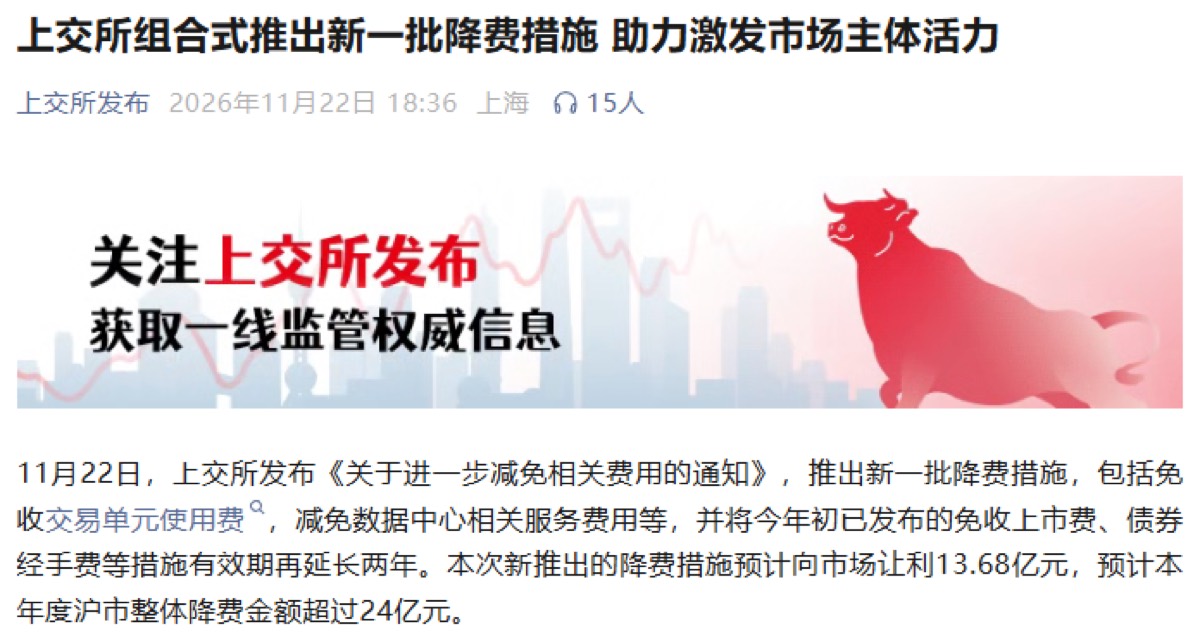 上交所组合式推出新一批降费措施 助力激发市场主体活力
上交所发布 2026年11月22日 18:36 上海 15人
关注上交所发布
获取一线监管权威信息
11月22日，上交所发布《关于进一步减免相关费用的通知》，推出新一批降费措施，包括免
收交易单元使用费，减免数据中心相关服务费用等，并将今年初已发布的免收上市费、债券
经手费等措施有效期再延长两年。本次新推出的降费措施预计向市场让利13.68亿元，预计本
年度沪市整体降费金额超过24亿元。